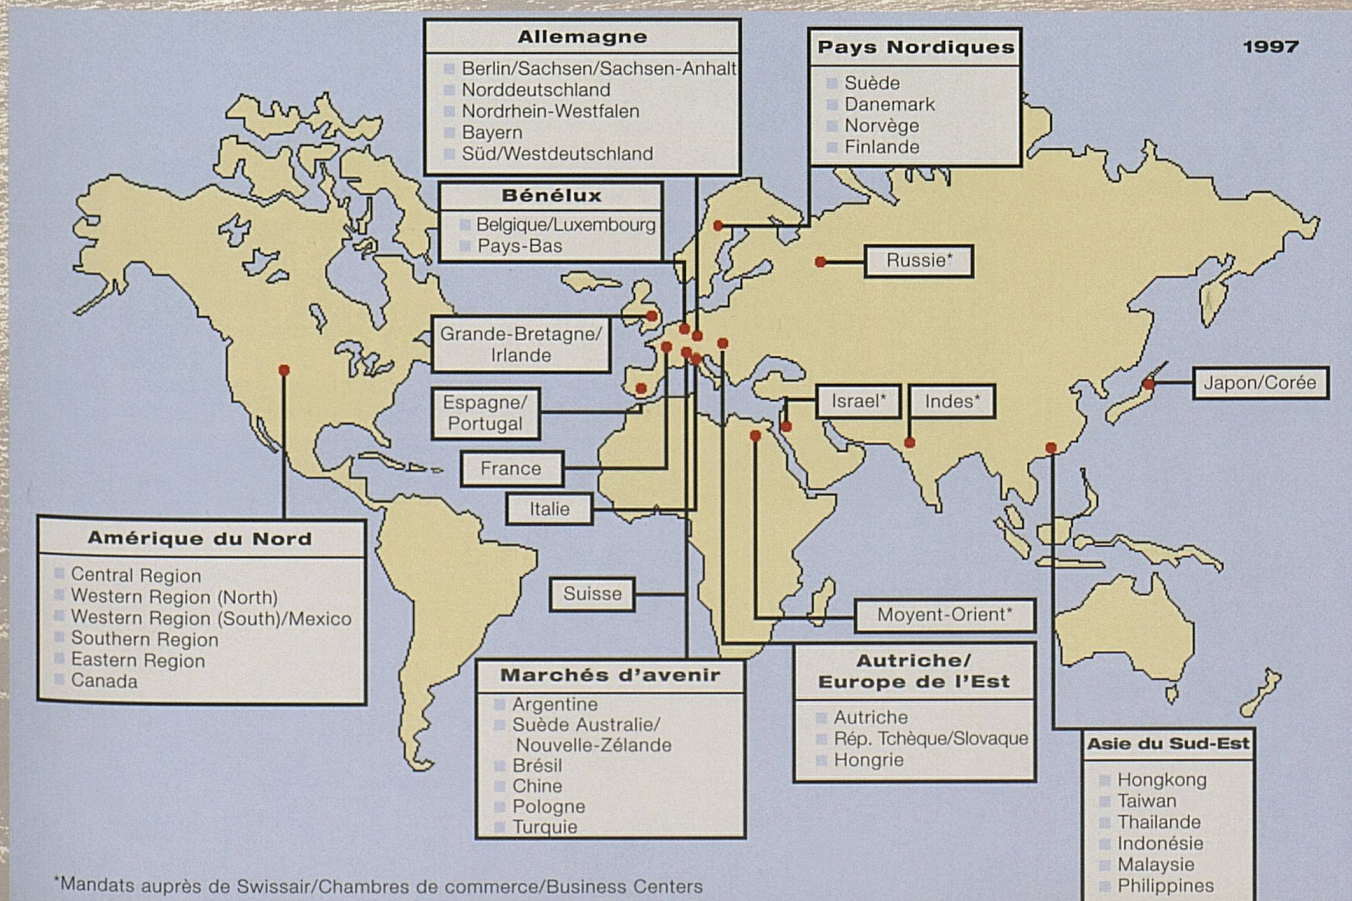 1997
Allemagne
Berlin/Sachsen/Sachsen-Anhalt
Norddeutschland
Nordrhein-Westfalen
Bayern
Süd/Westdeutschland
Pays Nordiques
Suède
Danemark
Norvège
Finlande
Bénélux
Belgique/Luxembourg
Pays-Bas
Russie*
Grande-Bretagne/
Irlande
Espagne/
Portugal
Israel*
Indes*
Japon/Corée
France
Italie
Amérique du Nord
Central Region
Western Region (North)
Western Region (South)/Mexico
Southern Region
Eastern Region
Canada
Suisse
Moyent-Orient*
Marchés d'avenir
Argentine
Suède Australie/
Nouvelle-Zélande
Brésil
Chine
Pologne
Turquie
Autriche/
Europe de l'Est
Autriche
Rép. Tchèque/Slovaque
Hongrie
Asie du Sud-Est
Hongkong
Taiwan
Thailande
Indonésie
Malaysie
Philippines
*Mandats auprès de Swissair/Chambres de commerce/Business Centers